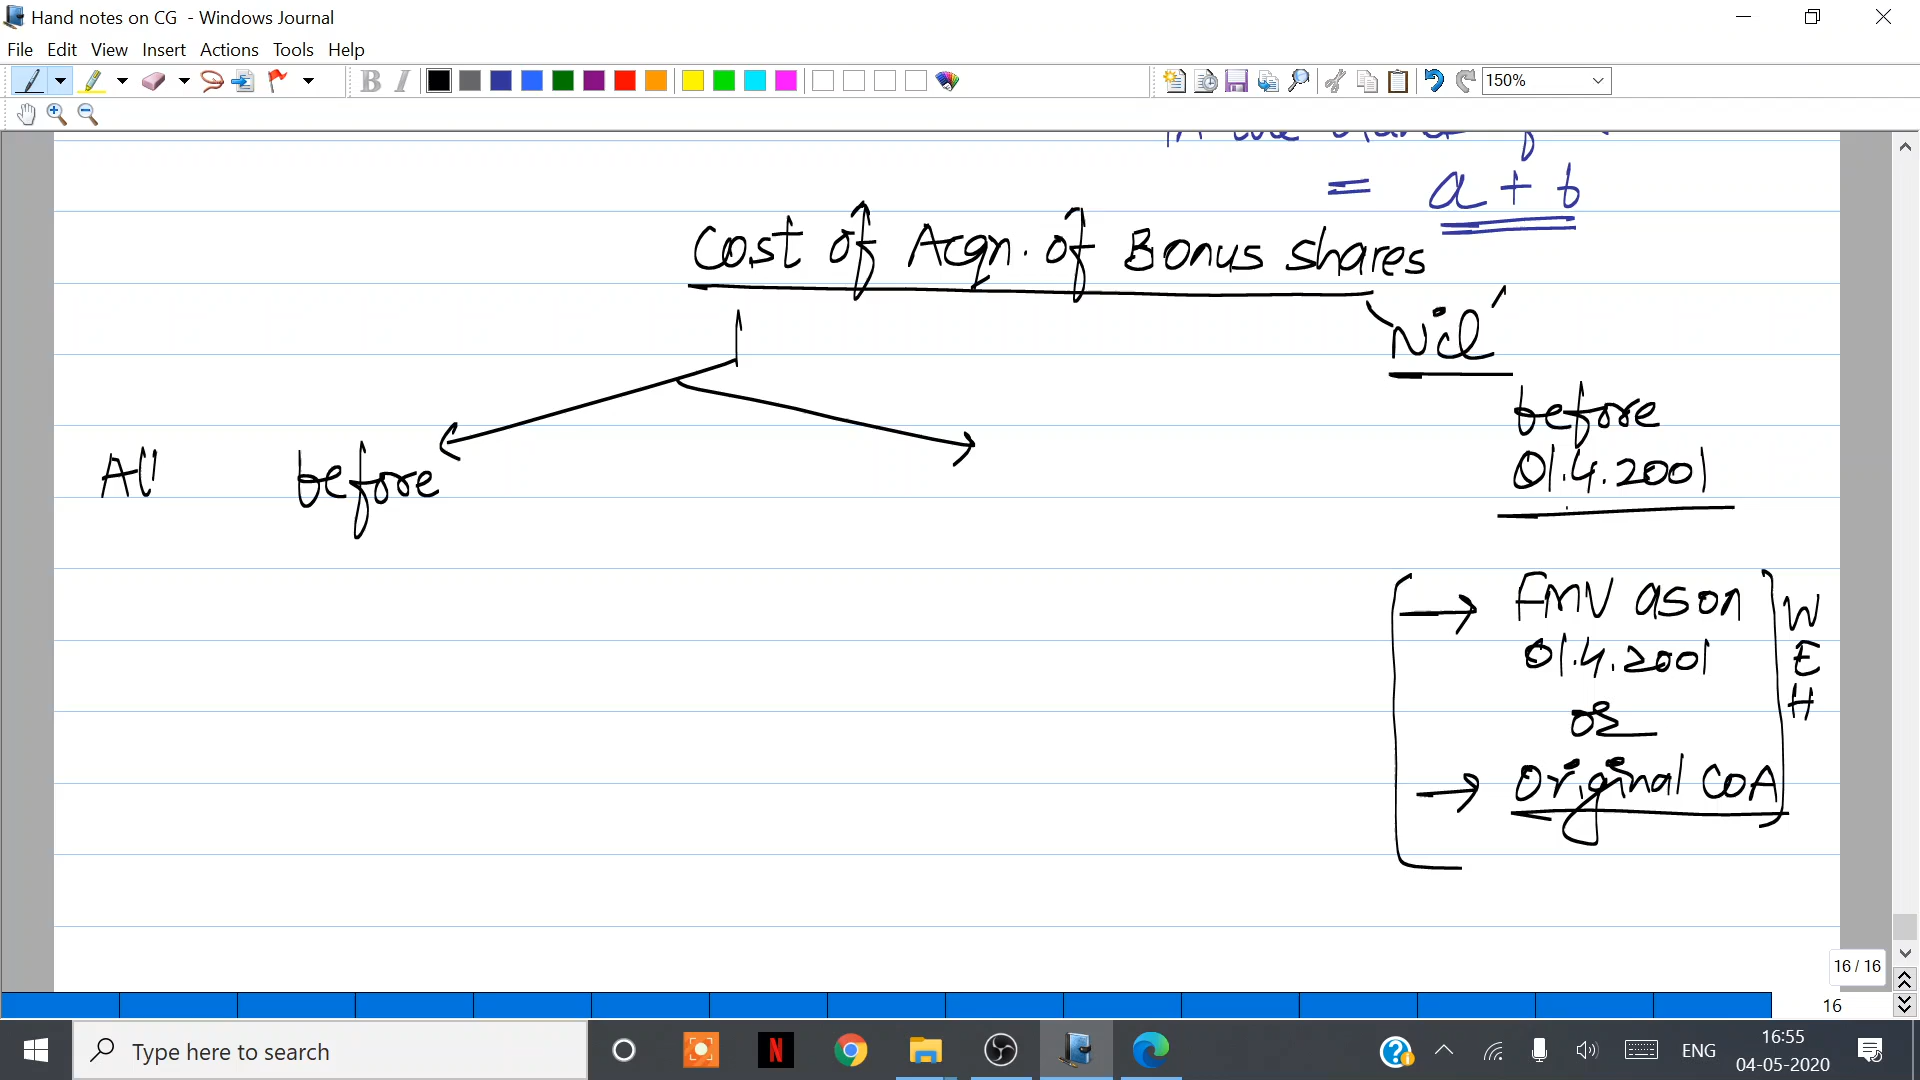 Hand notes on CG - Windows Journal
File Edit View Insert Actions Tools Help
B I
150%
= a + b
Cost of Acqn. of Bonus shares
Nil
before
01.4.2001
All before
FMV as on
01.4.2001
or
Original COA
W
E
H
16 / 16
16
Type here to search
N
ENG
16:55
04-05-2020